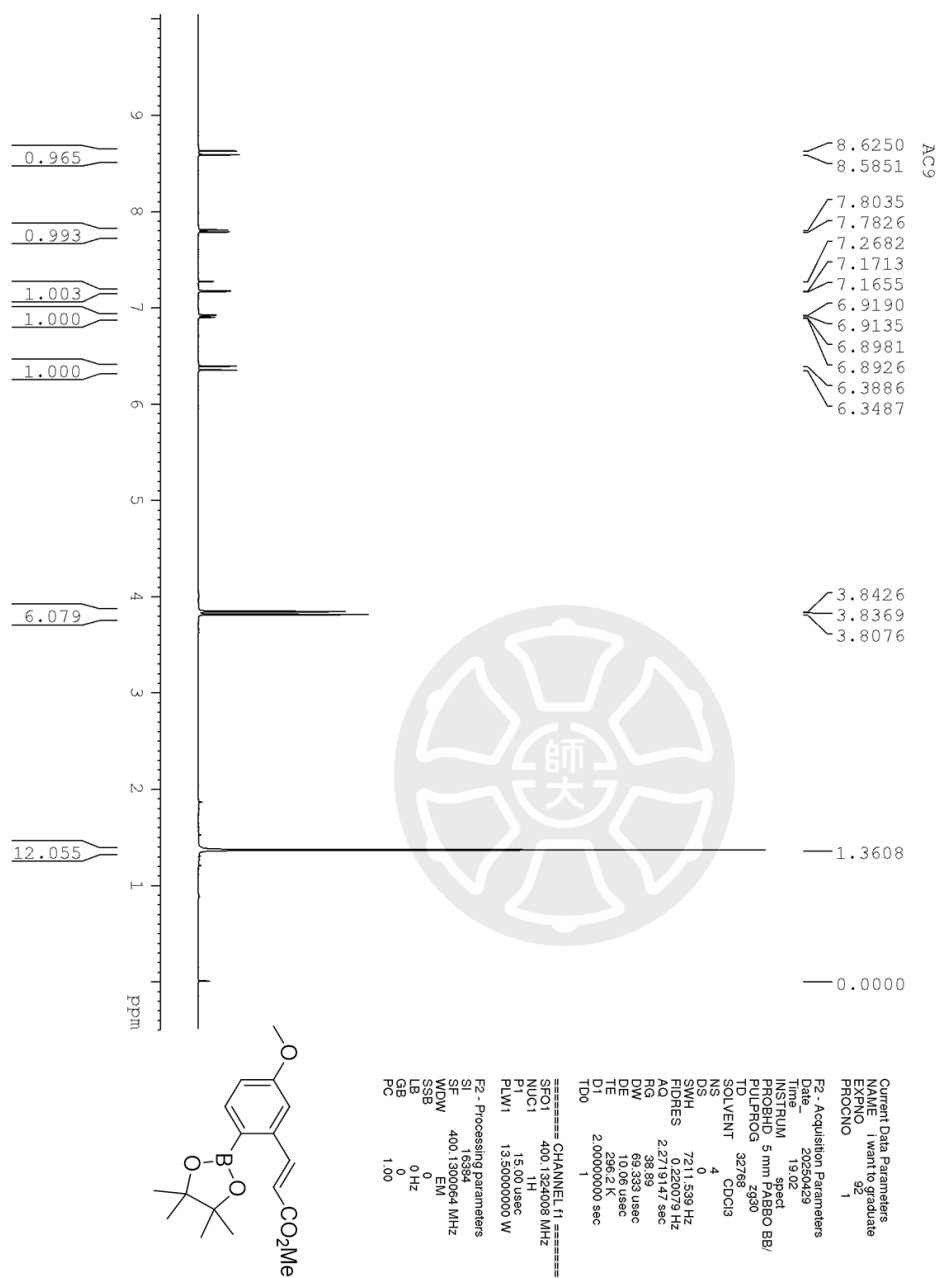 AC9
8.6250
8.5851
7.8035
7.7826
7.2682
7.1713
7.1655
6.9190
6.9135
6.8981
6.8926
6.3886
6.3487
3.8426
3.8369
3.8076
1.3608
0.0000
9
8
7
6
5
4
3
2
1
ppm
0.965
0.993
1.003
1.000
1.000
6.079
12.055
師大
Current Data Parameters
NAME I want to graduate
EXPNO 92
PROCNO 1
F2 - Acquisition Parameters
Date_ 20250429
Time 19.02
INSTRUM spect
PROBHD 5 mm PABBO BB/
PULPROG zg30
TD 32768
SOLVENT CDCl3
NS 4
DS 0
SWH 7211.539 Hz
FIDRES 0.220079 Hz
AQ 2.2719147 sec
RG 38.89
DW 69.333 usec
DE 10.06 usec
TE 296.2 K
D1 2.00000000 sec
TD0 1
======== CHANNEL f1 ========
SFO1 400.1324008 MHz
NUC1 1H
P1 15.00 usec
PLW1 13.50000000 W
F2 - Processing parameters
SI 16384
SF 400.1300064 MHz
WDW EM
SSB 0
LB 0 Hz
GB 0
PC 1.00
O
B
O
O
CO2Me